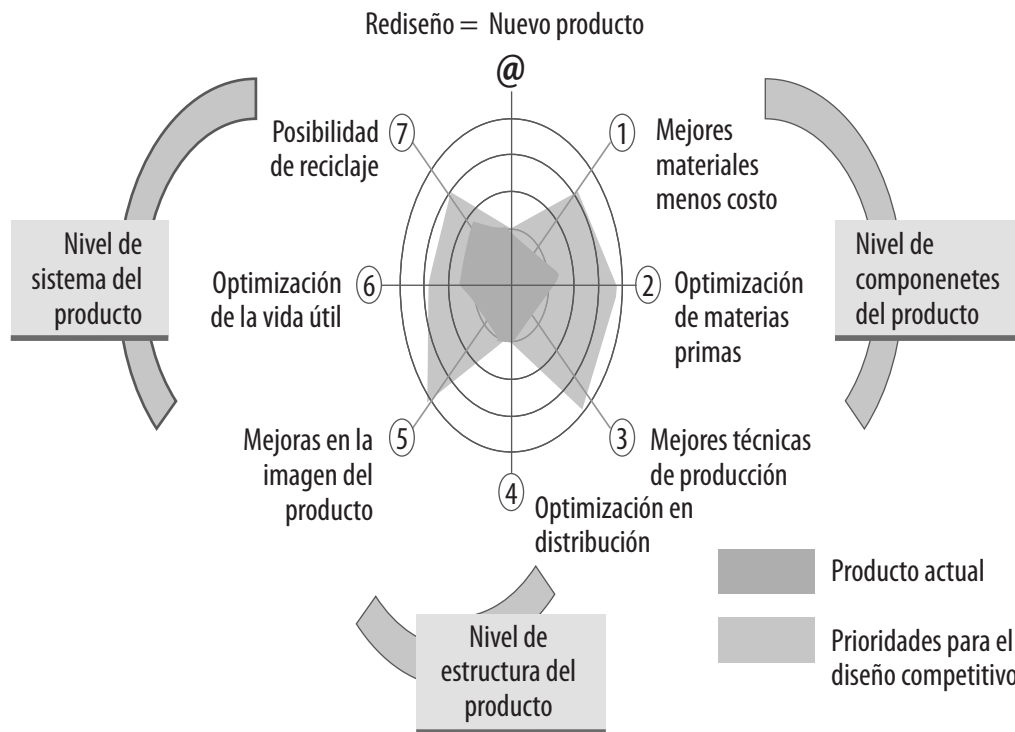 Rediseño = Nuevo producto
@
7
Posibilidad
de reciclaje
1
Mejores
materiales
menos costo
Nivel de
sistema del
producto
Optimización
de la vida útil
6
2
Optimización
de materias
primas
Nivel de
componenetes
del producto
Mejoras en la
imagen del
producto
5
3
Mejores técnicas
de producción
4
Optimización en
distribución
Producto actual
Prioridades para el
diseño competitivo
Nivel de
estructura del
producto